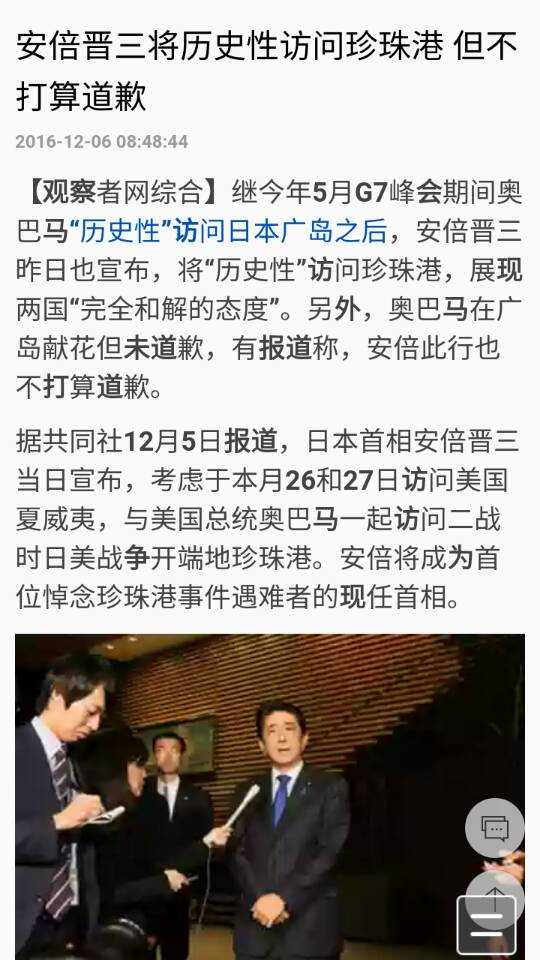 安倍晋三将历史性访问珍珠港 但不
打算道歉
2016-12-06 08:48:44
【观察者网综合】继今年5月G7峰会期间奥
巴马“历史性”访问日本广岛之后，安倍晋三
昨日也宣布，将“历史性”访问珍珠港，展现
两国“完全和解的态度”。另外，奥巴马在广
岛献花但未道歉，有报道称，安倍此行也
不打算道歉。
据共同社12月5日报道，日本首相安倍晋三
当日宣布，考虑于本月26和27日访问美国
夏威夷，与美国总统奥巴马一起访问二战
时日美战争开端地珍珠港。安倍将成为首
位悼念珍珠港事件遇难者的现任首相。